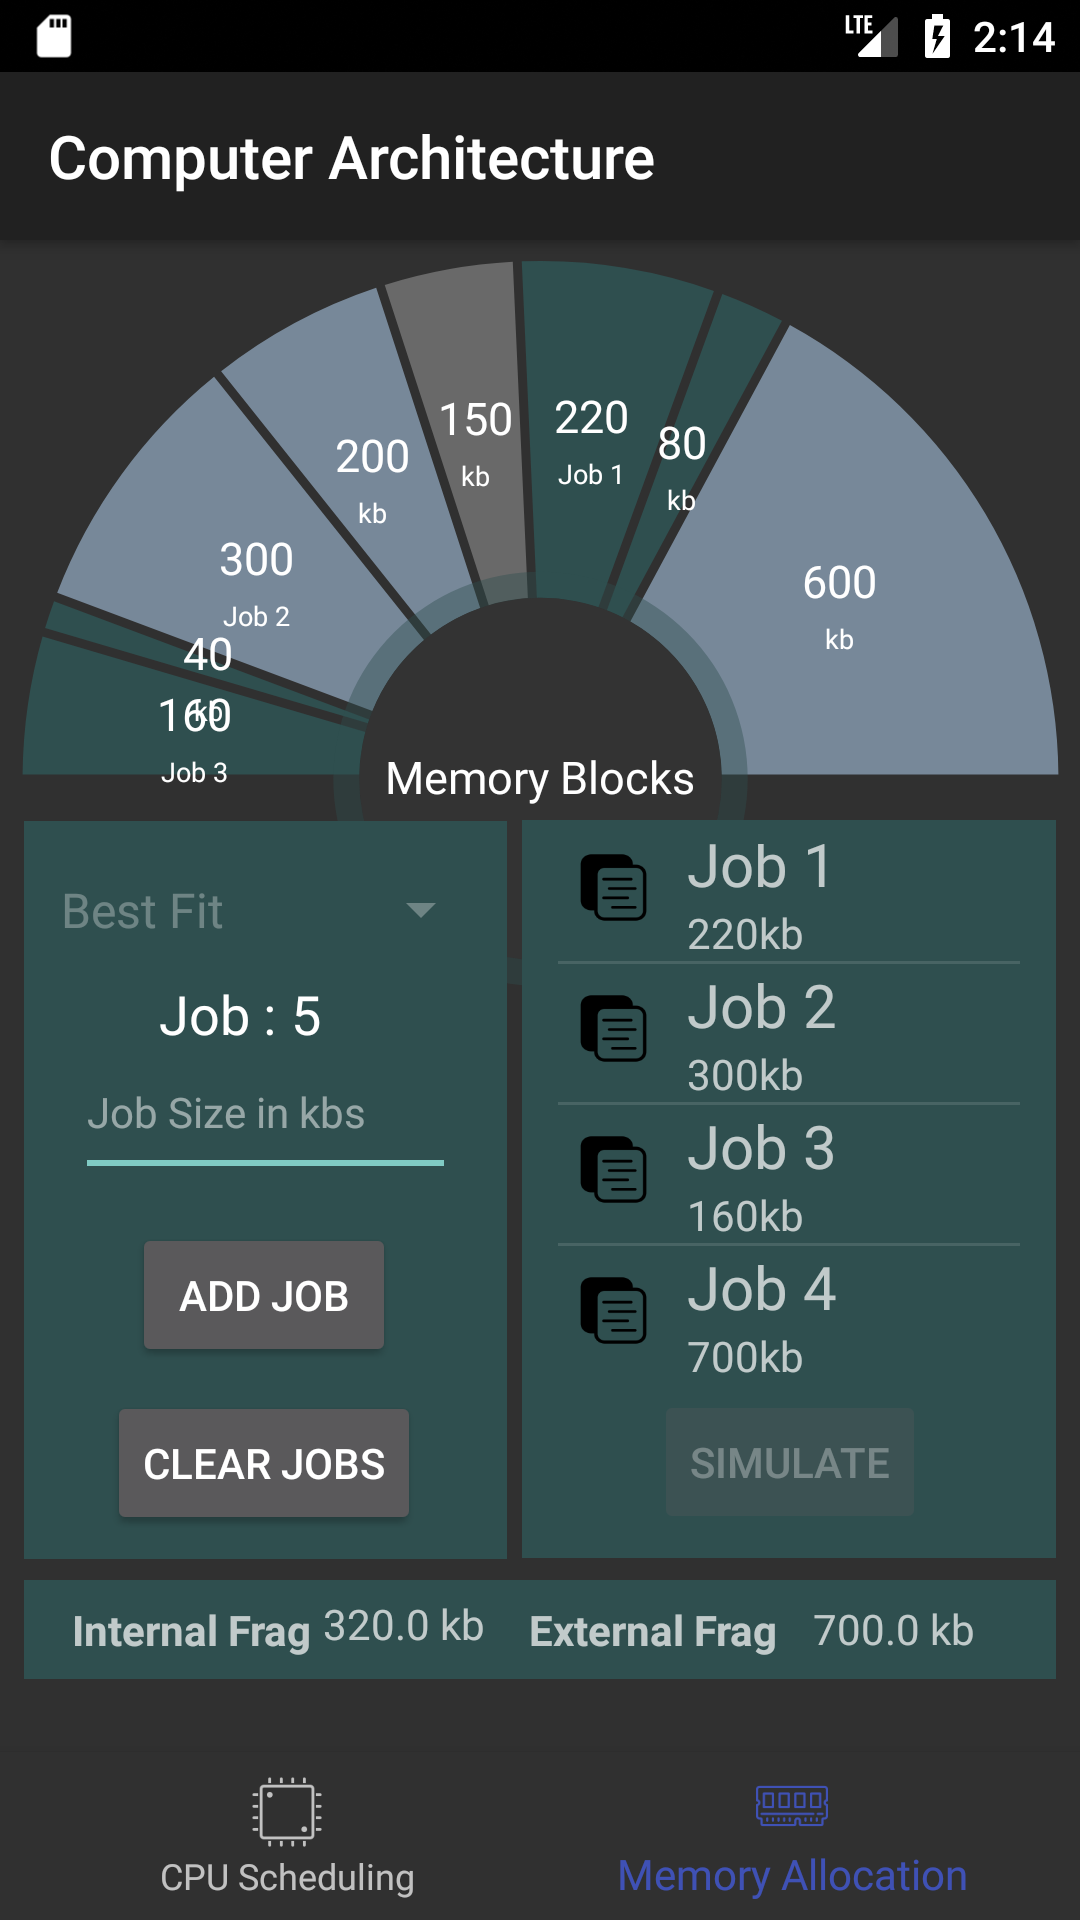 LTE 2:14
Computer Architecture
150
kb
220
Job 1
80
kb
200
kb
300
Job 2
600
kb
40
kb
160
Job 3
Memory Blocks
Best Fit
Job : 5
Job Size in kbs
ADD JOB
CLEAR JOBS
Job 1
220kb
Job 2
300kb
Job 3
160kb
Job 4
700kb
SIMULATE
Internal Frag 320.0 kb External Frag 700.0 kb
CPU Scheduling
Memory Allocation